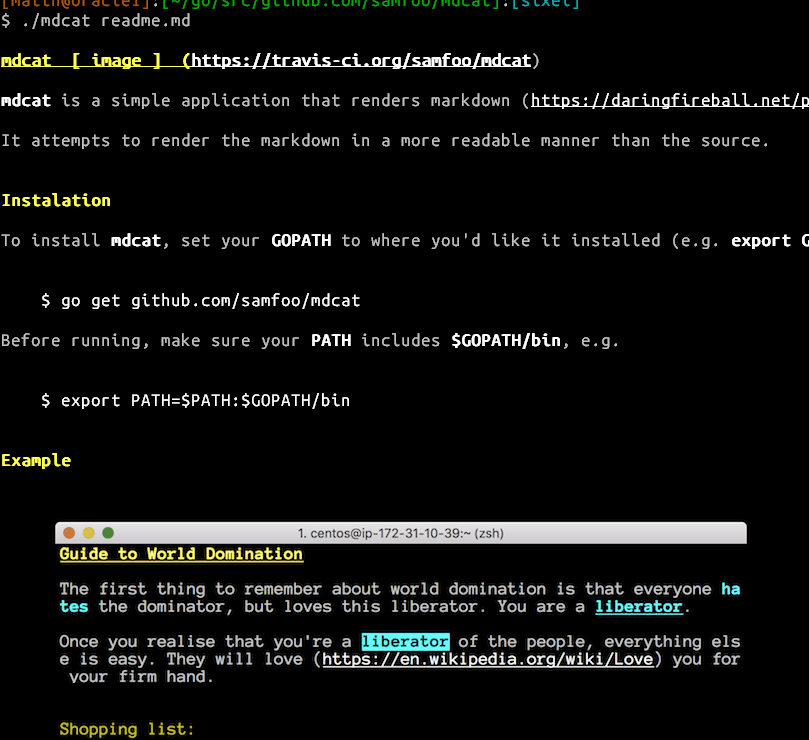 [matth@oracle1]:[~/go/src/github.com/samfoo/mdcat]:[sixel]
$ ./mdcat readme.md
mdcat  [ image ]  (https://travis-ci.org/samfoo/mdcat)
mdcat is a simple application that renders markdown (https://daringfireball.net/p
It attempts to render the markdown in a more readable manner than the source.
Instalation
To install mdcat, set your GOPATH to where you'd like it installed (e.g. export G
$ go get github.com/samfoo/mdcat
Before running, make sure your PATH includes $GOPATH/bin, e.g.
$ export PATH=$PATH:$GOPATH/bin
Example
1. centos@ip-172-31-10-39:~ (zsh)
Guide to World Domination
The first thing to remember about world domination is that everyone ha
tes the dominator, but loves this liberator. You are a liberator.
Once you realise that you're a liberator of the people, everything els
e is easy. They will love (https://en.wikipedia.org/wiki/Love) you for
your firm hand.
Shopping list: